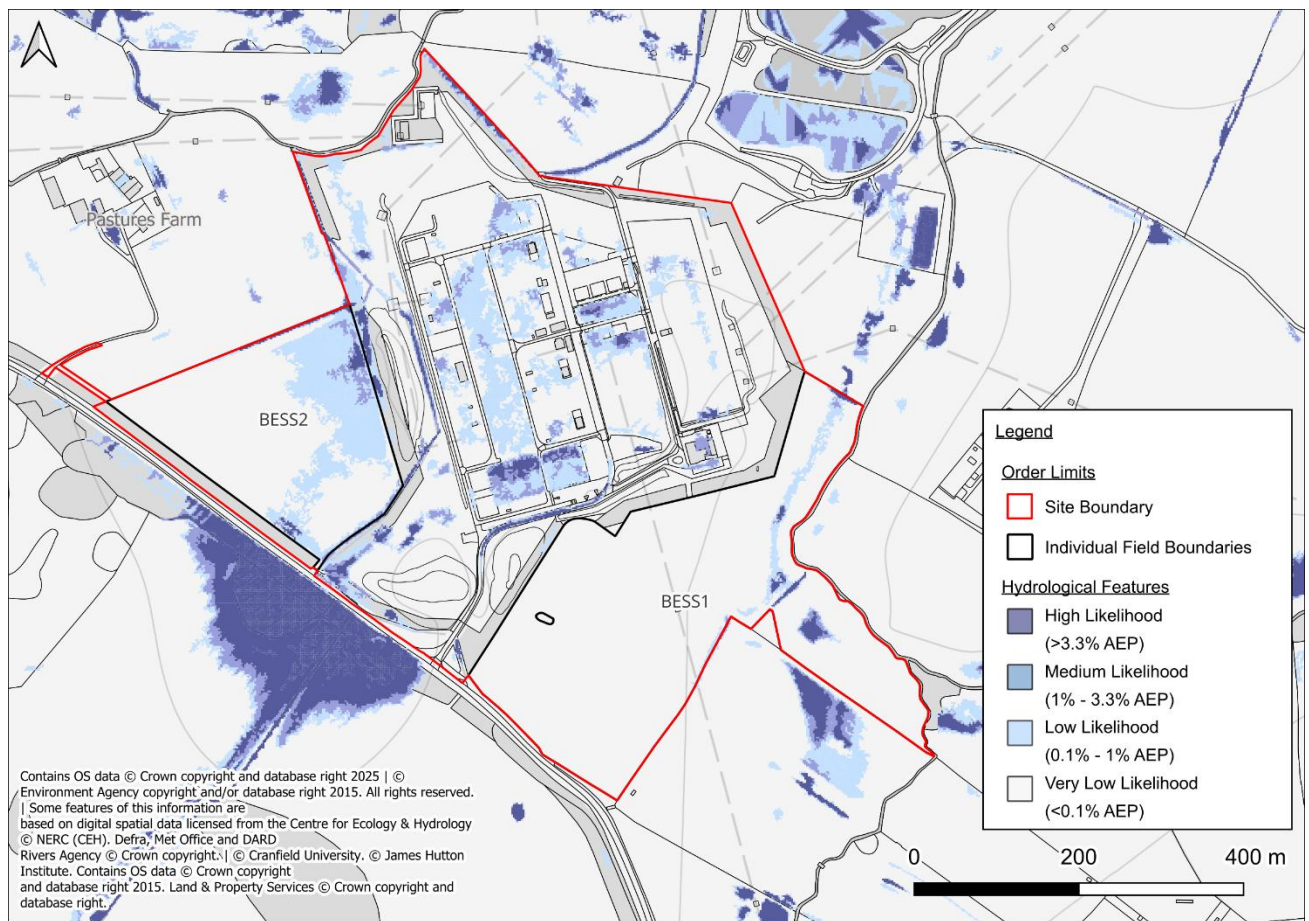 Pastures Farm
BESS2
BESS1
Legend
Order Limits
Site Boundary
Individual Field Boundaries
Hydrological Features
High Likelihood
(>3.3% AEP)
Medium Likelihood
(1% - 3.3% AEP)
Low Likelihood
(0.1% - 1% AEP)
Very Low Likelihood
(<0.1% AEP)
Contains OS data © Crown copyright and database right 2025 | ©
Environment Agency copyright and/or database right 2015. All rights reserved.
| Some features of this information are
based on digital spatial data licensed from the Centre for Ecology & Hydrology
© NERC (CEH). Defra, Met Office and DARD
Rivers Agency © Crown copyright. | © Cranfield University. © James Hutton
Institute. Contains OS data © Crown copyright
and database right 2015. Land & Property Services © Crown copyright and
database right.
0 200 400 m